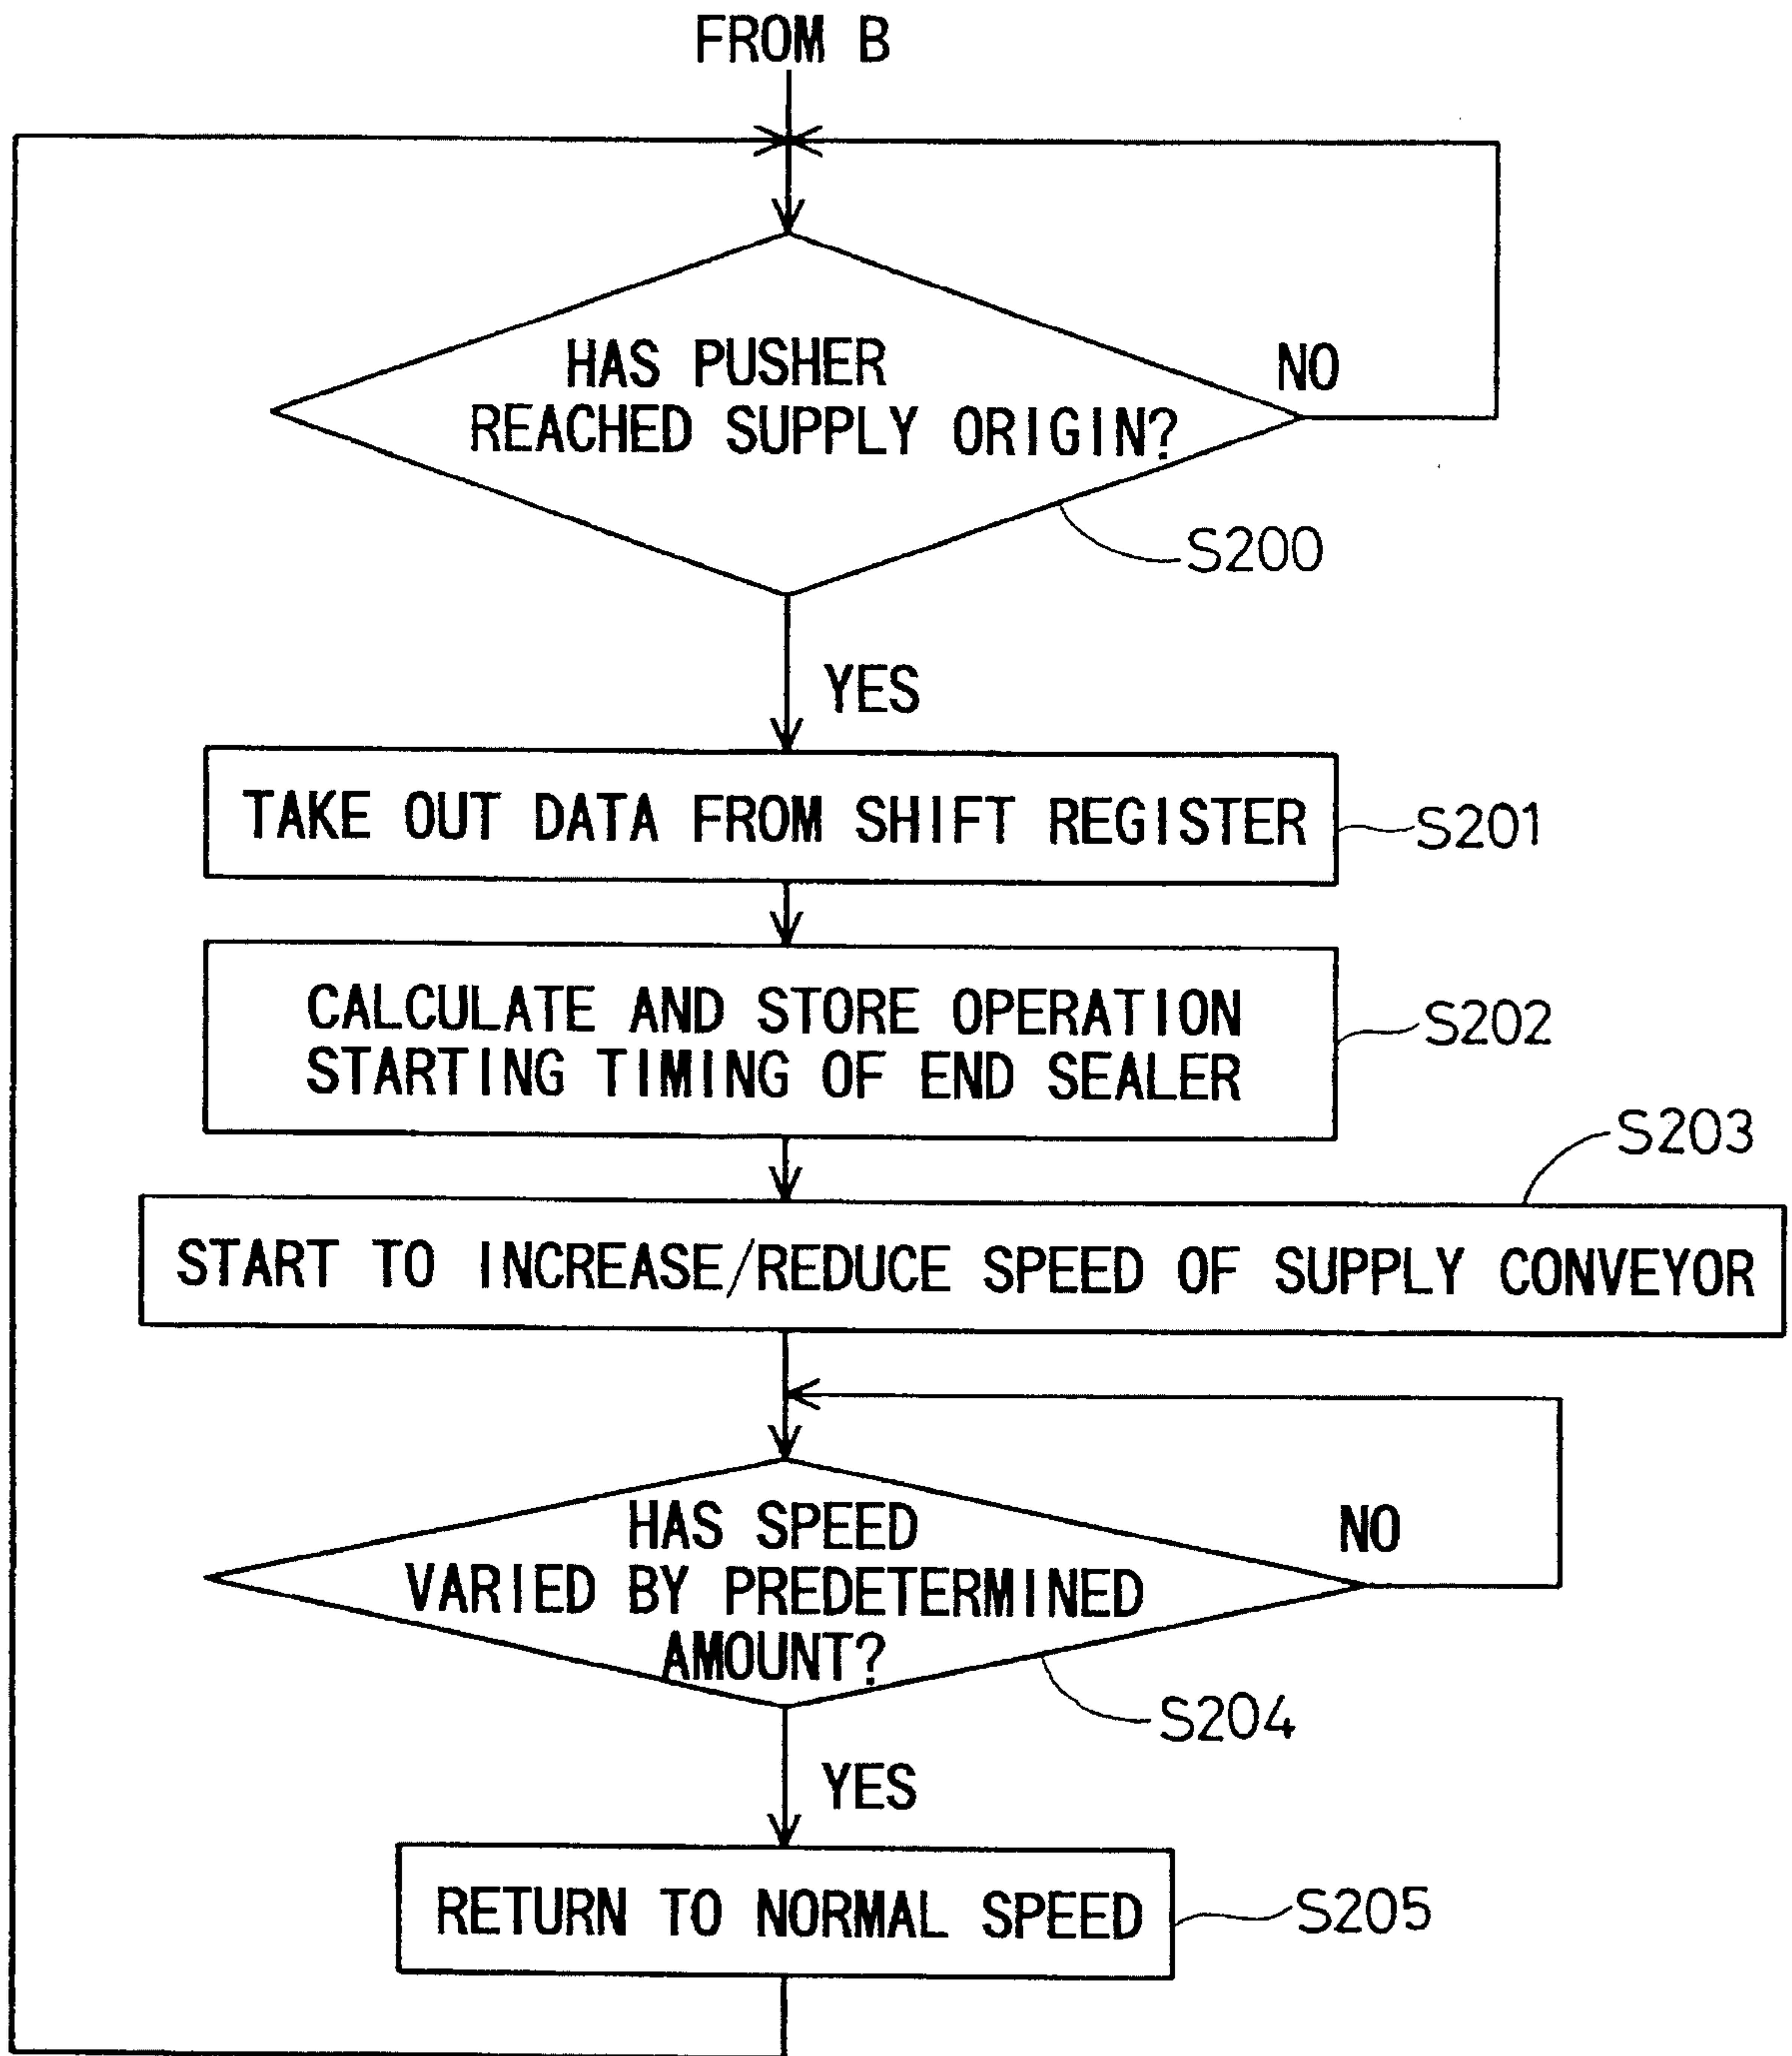 FROM B
HAS PUSHER
REACHED SUPPLY ORIGIN?
NO
S200
YES
TAKE OUT DATA FROM SHIFT REGISTER
S201
CALCULATE AND STORE OPERATION
STARTING TIMING OF END SEALER
S202
S203
START TO INCREASE/REDUCE SPEED OF SUPPLY CONVEYOR
HAS SPEED
VARIED BY PREDETERMINED
AMOUNT?
NO
S204
YES
RETURN TO NORMAL SPEED
S205